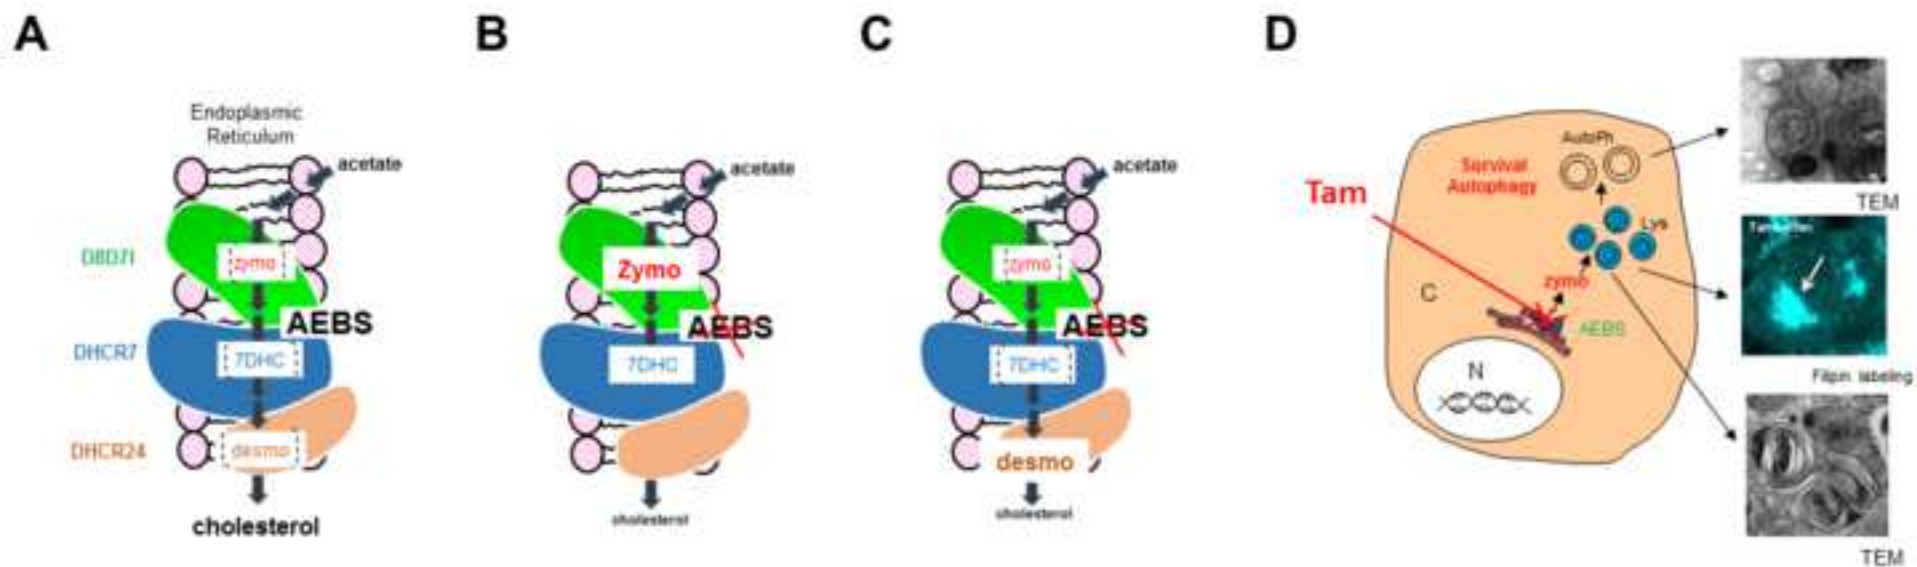 A
Endoplasmic
Reticulum
acetate
D8D7I
zymo
AEBS
DHCR7
7DHC
DHCR24
desmo
cholesterol
B
acetate
Zymo
AEBS
7DHC
cholesterol
C
acetate
zymo
AEBS
7DHC
desmo
cholesterol
D
Tam
Survival
Autophagy
AutoPh
Lys
zymo
C
AEBS
N
TEM
Filipin labeling
TEM